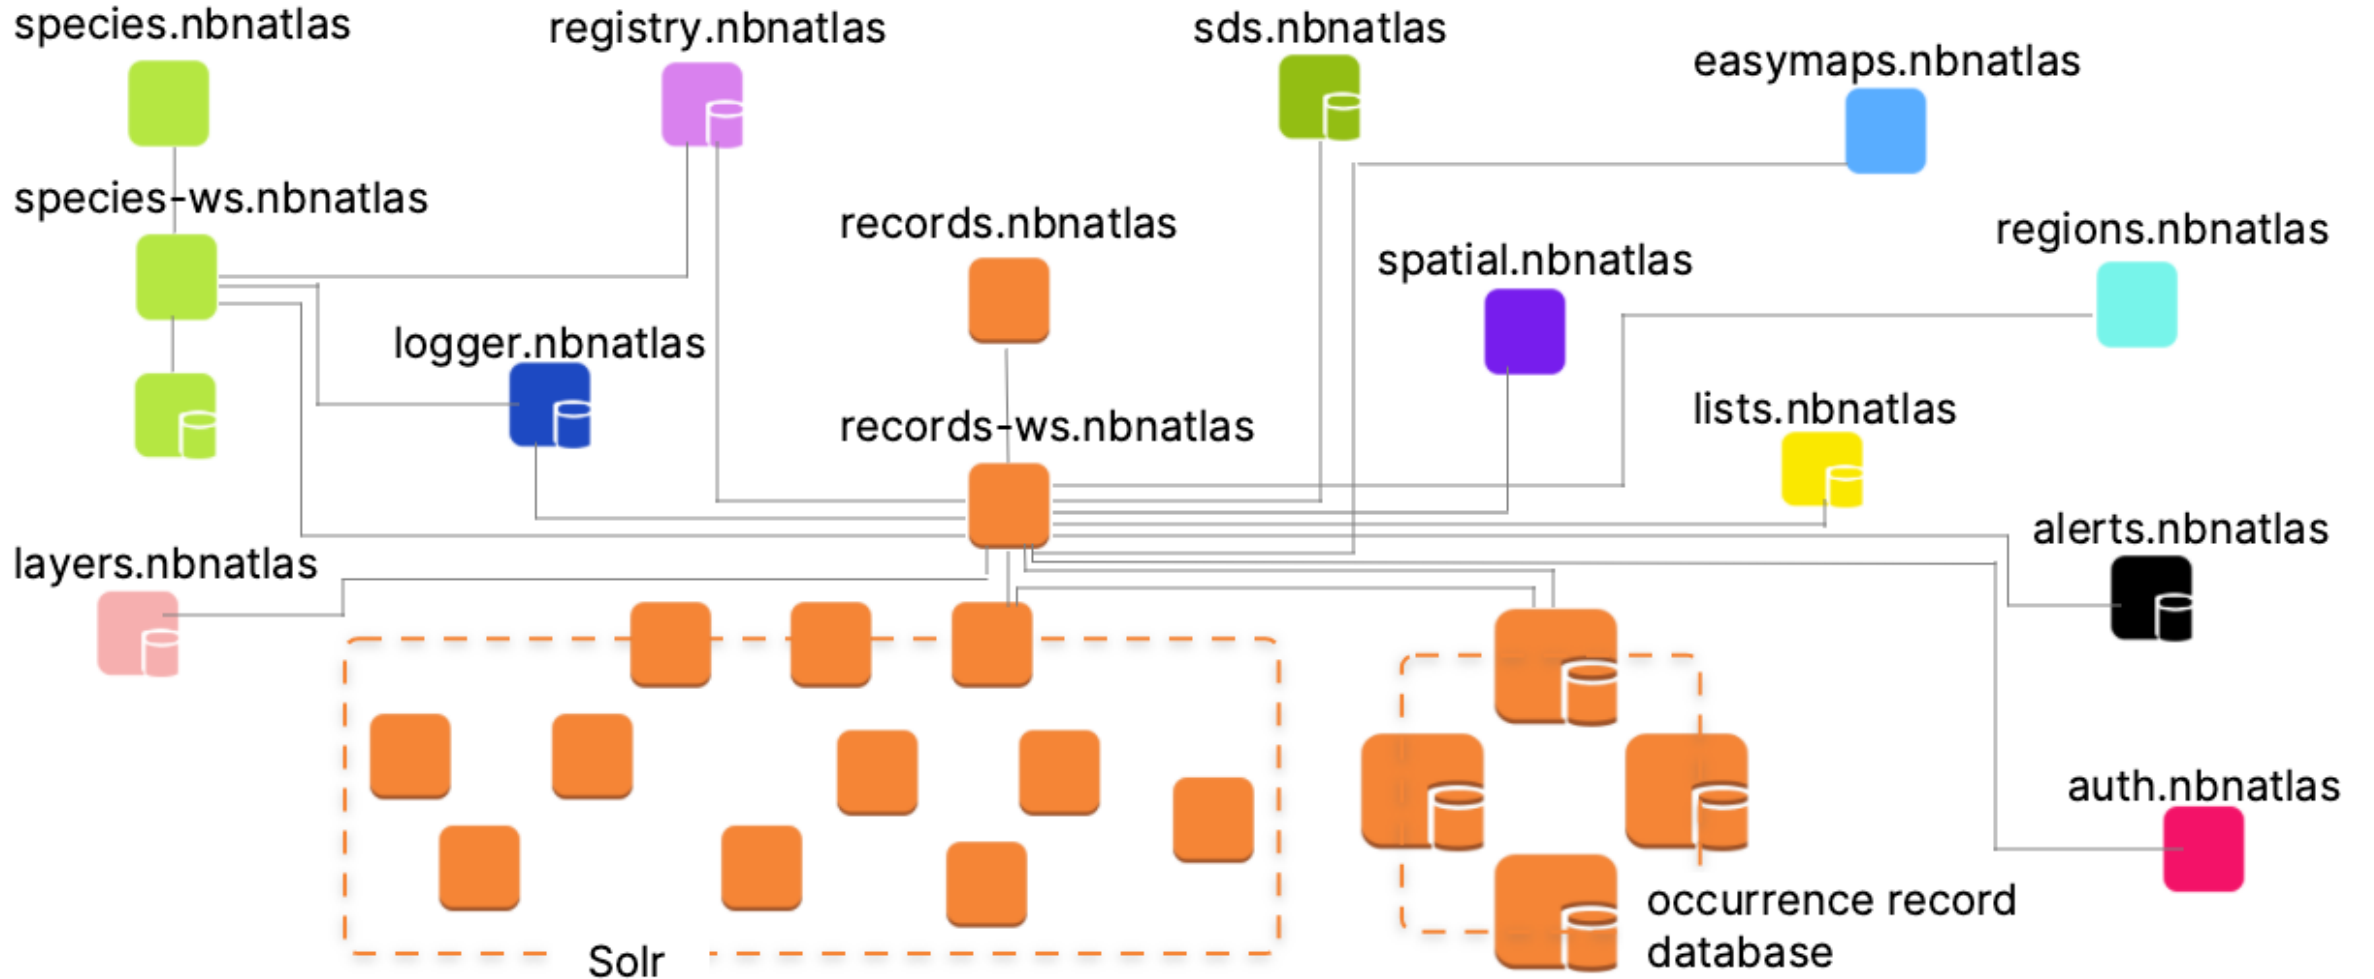 species.nbnatlas
registry.nbnatlas
sds.nbnatlas
easymaps.nbnatlas
species-ws.nbnatlas
records.nbnatlas
regions.nbnatlas
spatial.nbnatlas
logger.nbnatlas
records-ws.nbnatlas
lists.nbnatlas
alerts.nbnatlas
layers.nbnatlas
auth.nbnatlas
occurrence record
database
Solr